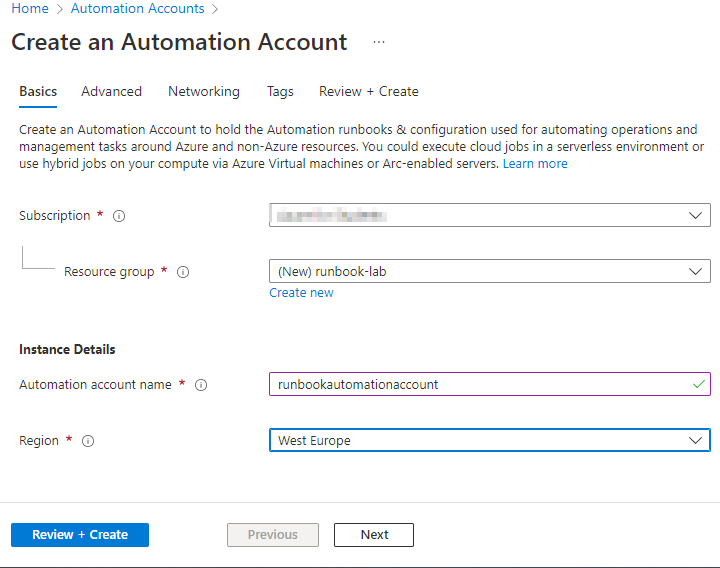 Home > Automation Accounts >
Create an Automation Account ...
Basics Advanced Networking Tags Review + Create
Create an Automation Account to hold the Automation runbooks & configuration used for automating operations and
management tasks around Azure and non-Azure resources. You could execute cloud jobs in a serverless environment or
use hybrid jobs on your compute via Azure Virtual machines or Arc-enabled servers. Learn more
Subscription *
Resource group * (New) runbook-lab
Create new
Instance Details
Automation account name * runbookautomationaccount
Region * West Europe
Review + Create Previous Next